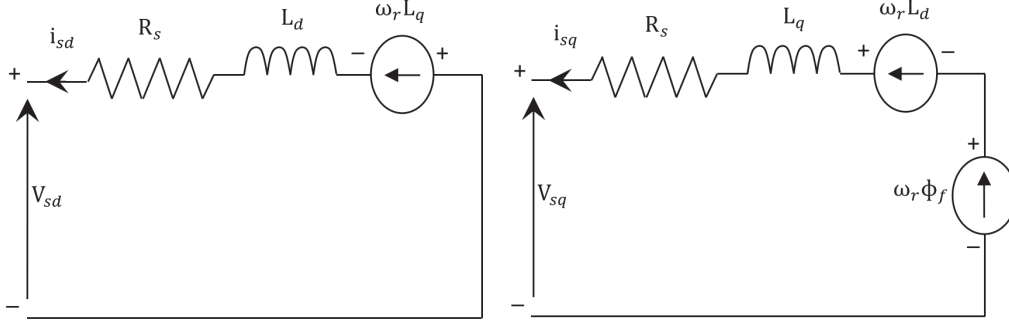 i_sd R_s L_d ω_r L_q
+ − +
V_sd
−
i_sq R_s L_q ω_r L_d
+ + −
+
V_sq ω_r ϕ_f
−
−